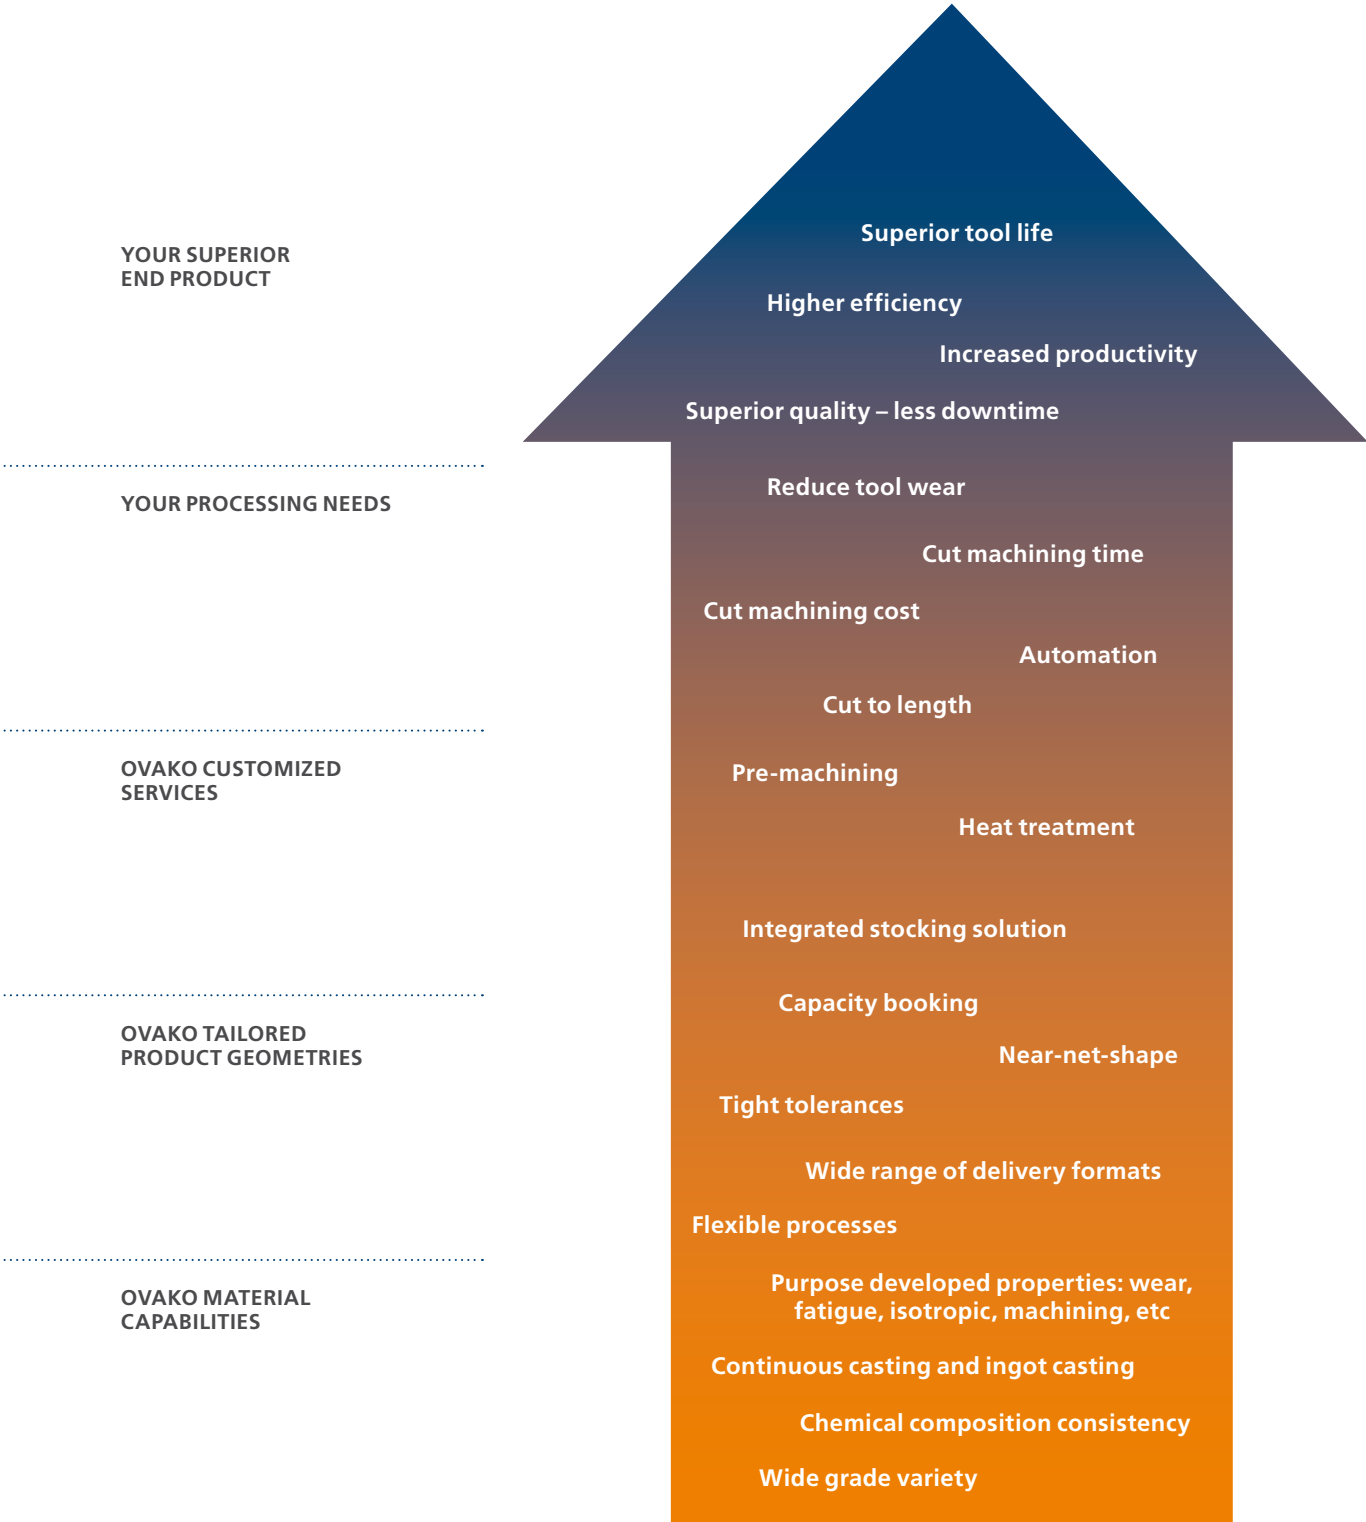 Superior tool life
YOUR SUPERIOR
END PRODUCT
Higher efficiency
Increased productivity
Superior quality – less downtime
YOUR PROCESSING NEEDS
Reduce tool wear
Cut machining time
Cut machining cost
Automation
Cut to length
OVAKO CUSTOMIZED
SERVICES
Pre-machining
Heat treatment
Integrated stocking solution
OVAKO TAILORED
PRODUCT GEOMETRIES
Capacity booking
Near-net-shape
Tight tolerances
Wide range of delivery formats
Flexible processes
OVAKO MATERIAL
CAPABILITIES
Purpose developed properties: wear,
fatigue, isotropic, machining, etc
Continuous casting and ingot casting
Chemical composition consistency
Wide grade variety